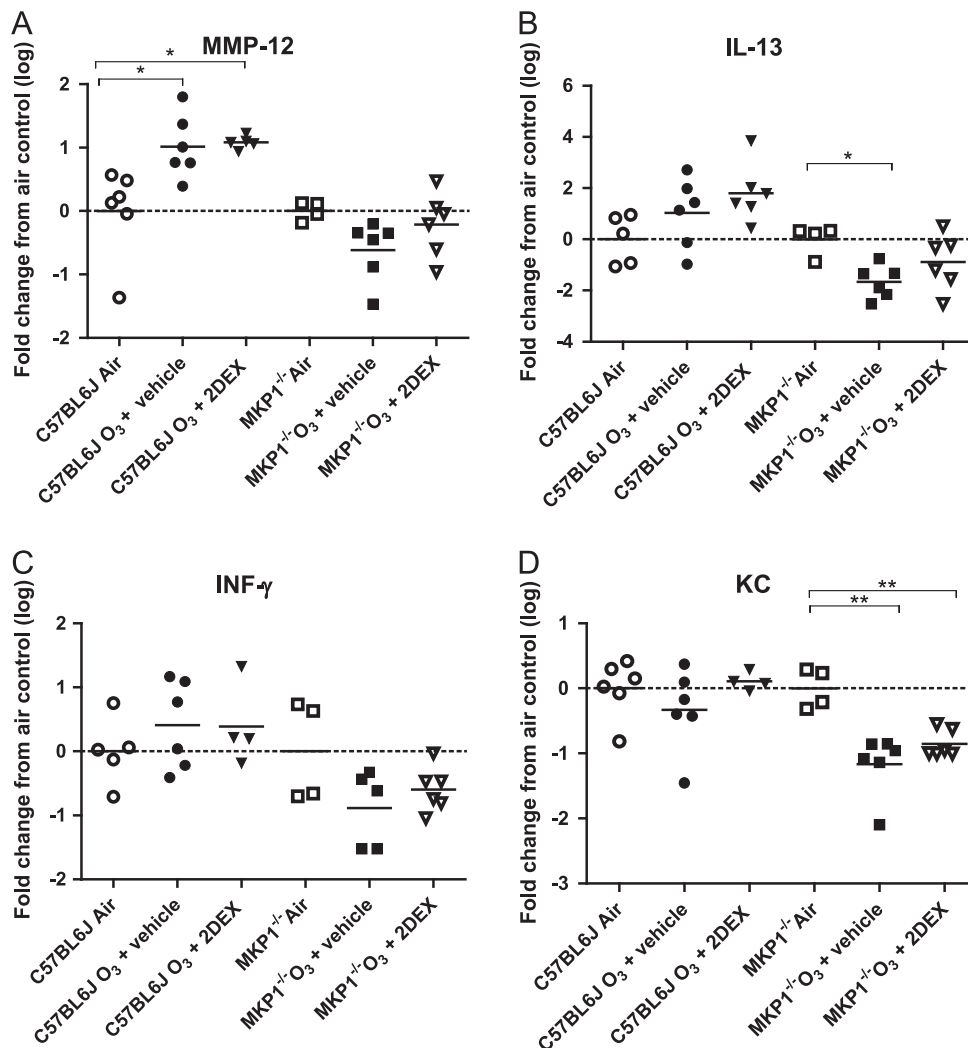 A
MMP-12
*
*
Fold change from air control (log)
2
1
0
-1
-2
C57BL6J Air
C57BL6J O₃ + vehicle
C57BL6J O₃ + 2DEX
MKP1⁻/⁻ Air
MKP1⁻/⁻O₃ + vehicle
MKP1⁻/⁻O₃ + 2DEX
B
IL-13
*
Fold change from air control (log)
6
4
2
0
-2
-4
C57BL6J Air
C57BL6J O₃ + vehicle
C57BL6J O₃ + 2DEX
MKP1⁻/⁻ Air
MKP1⁻/⁻O₃ + vehicle
MKP1⁻/⁻O₃ + 2DEX
C
INF-γ
Fold change from air control (log)
2
1
0
-1
-2
C57BL6J Air
C57BL6J O₃ + vehicle
C57BL6J O₃ + 2DEX
MKP1⁻/⁻ Air
MKP1⁻/⁻O₃ + vehicle
MKP1⁻/⁻O₃ + 2DEX
D
KC
**
**
Fold change from air control (log)
1
0
-1
-2
-3
C57BL6J Air
C57BL6J O₃ + vehicle
C57BL6J O₃ + 2DEX
MKP1⁻/⁻ Air
MKP1⁻/⁻O₃ + vehicle
MKP1⁻/⁻O₃ + 2DEX